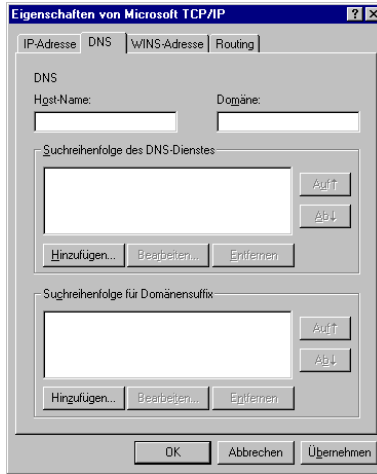 Eigenschaften von Microsoft TCP/IP
IP-Adresse DNS WINS-Adresse Routing
DNS
Host-Name: Domäne:
Suchreihenfolge des DNS-Dienstes
Auf↑
Ab↓
Hinzufügen... Bearbeiten... Entfernen
Suchreihenfolge für Domänensuffix
Auf↑
Ab↓
Hinzufügen... Bearbeiten... Entfernen
OK Abbrechen Übernehmen